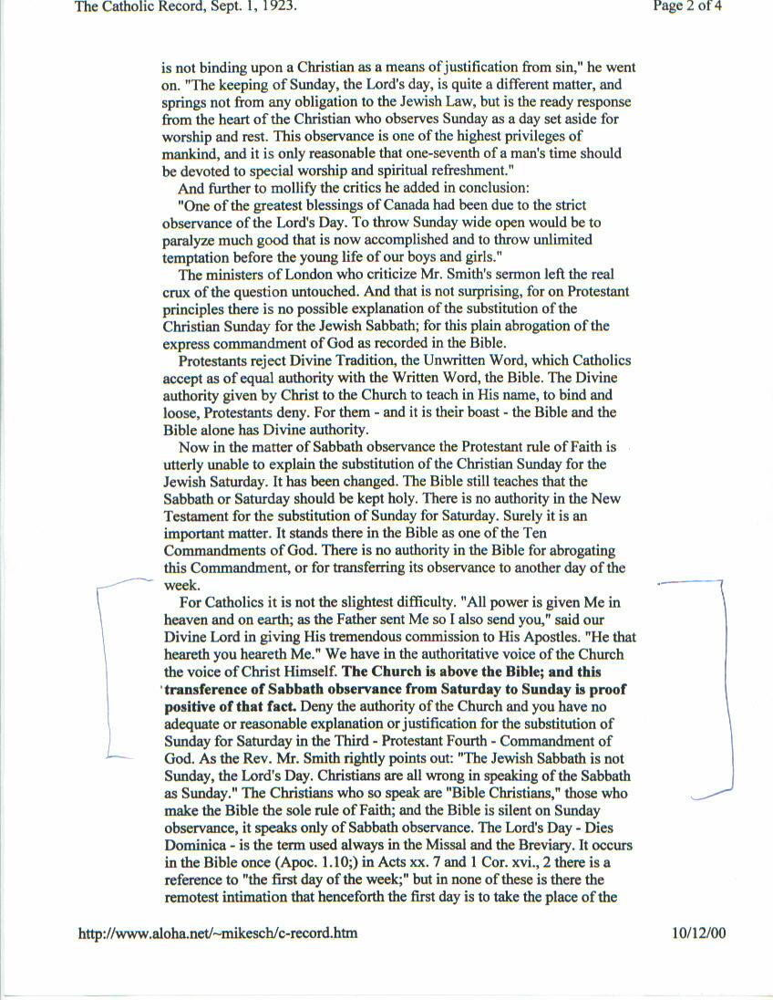 The Catholic Record, Sept. 1, 1923.
Page 2 of 4
is not binding upon a Christian as a means of justification from sin," he went
on. "The keeping of Sunday, the Lord's day, is quite a different matter, and
springs not from any obligation to the Jewish Law, but is the ready response
from the heart of the Christian who observes Sunday as a day set aside for
worship and rest. This observance is one of the highest privileges of
mankind, and it is only reasonable that one-seventh of a man's time should
be devoted to special worship and spiritual refreshment."
And further to mollify the critics he added in conclusion:
"One of the greatest blessings of Canada had been due to the strict
observance of the Lord's Day. To throw Sunday wide open would be to
paralyze much good that is now accomplished and to throw unlimited
temptation before the young life of our boys and girls."
The ministers of London who criticize Mr. Smith's sermon left the real
crux of the question untouched. And that is not surprising, for on Protestant
principles there is no possible explanation of the substitution of the
Christian Sunday for the Jewish Sabbath; for this plain abrogation of the
express commandment of God as recorded in the Bible.
Protestants reject Divine Tradition, the Unwritten Word, which Catholics
accept as of equal authority with the Written Word, the Bible. The Divine
authority given by Christ to the Church to teach in His name, to bind and
loose, Protestants deny. For them - and it is their boast - the Bible and the
Bible alone has Divine authority.
Now in the matter of Sabbath observance the Protestant rule of Faith is
utterly unable to explain the substitution of the Christian Sunday for the
Jewish Saturday. It has been changed. The Bible still teaches that the
Sabbath or Saturday should be kept holy. There is no authority in the New
Testament for the substitution of Sunday for Saturday. Surely it is an
important matter. It stands there in the Bible as one of the Ten
Commandments of God. There is no authority in the Bible for abrogating
this Commandment, or for transferring its observance to another day of the
week.
For Catholics it is not the slightest difficulty. "All power is given Me in
heaven and on earth; as the Father sent Me so I also send you," said our
Divine Lord in giving His tremendous commission to His Apostles. "He that
heareth you heareth Me." We have in the authoritative voice of the Church
the voice of Christ Himself. The Church is above the Bible; and this
transference of Sabbath observance from Saturday to Sunday is proof
positive of that fact. Deny the authority of the Church and you have no
adequate or reasonable explanation or justification for the substitution of
Sunday for Saturday in the Third - Protestant Fourth - Commandment of
God. As the Rev. Mr. Smith rightly points out: "The Jewish Sabbath is not
Sunday, the Lord's Day. Christians are all wrong in speaking of the Sabbath
as Sunday." The Christians who so speak are "Bible Christians," those who
make the Bible the sole rule of Faith; and the Bible is silent on Sunday
observance, it speaks only of Sabbath observance. The Lord's Day - Dies
Dominica - is the term used always in the Missal and the Breviary. It occurs
in the Bible once (Apoc. 1.10;) in Acts xx. 7 and 1 Cor. xvi., 2 there is a
reference to "the first day of the week;" but in none of these is there the
remotest intimation that henceforth the first day is to take the place of the
http://www.aloha.net/~mikesch/c-record.htm
10/12/00